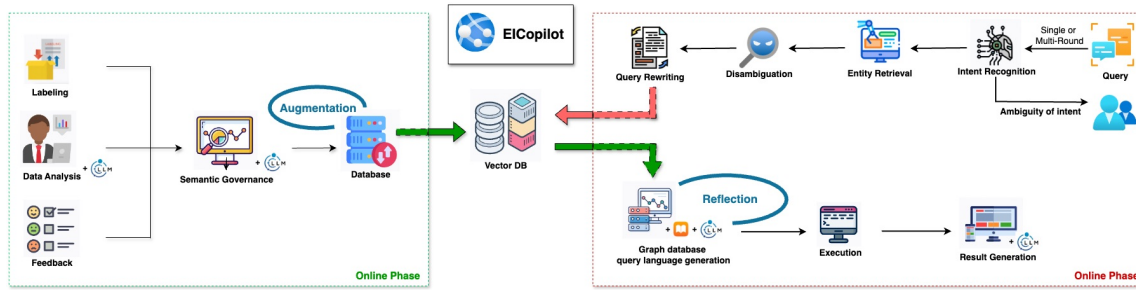 EICopilot
Labeling
Data Analysis
+ LLM
Feedback
Semantic Governance
+ LLM
Augmentation
Database
Online Phase
Vector DB
Query Rewriting
Disambiguation
Entity Retrieval
Intent Recognition
Single or
Multi-Round
Query
Ambiguity of intent
Reflection
+ + LLM
Graph database
query language generation
Execution
+ LLM
Result Generation
Online Phase